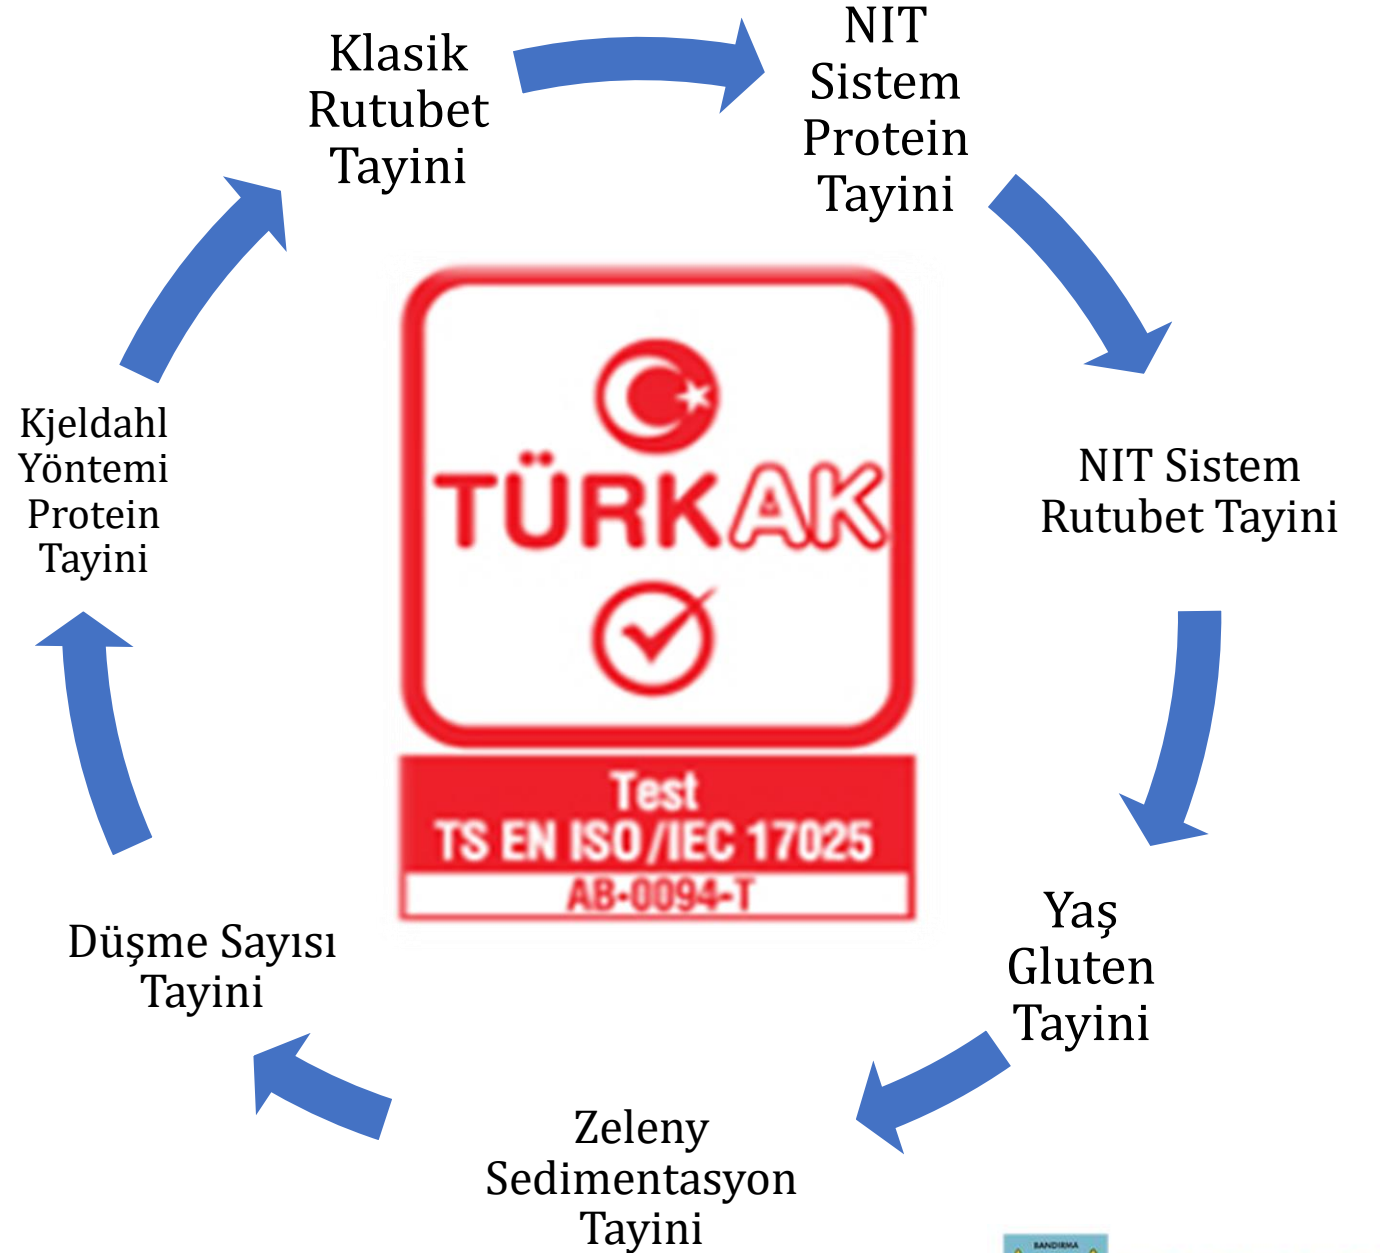 Klasik
Rutubet
Tayini
NIT
Sistem
Protein
Tayini
NIT Sistem
Rutubet Tayini
Yaş
Gluten
Tayini
Zeleny
Sedimentasyon
Tayini
Düşme Sayısı
Tayini
Kjeldahl
Yöntemi
Protein
Tayini
TÜRKAK
Test
TS EN ISO/IEC 17025
AB-0094-T
BANDIRMA